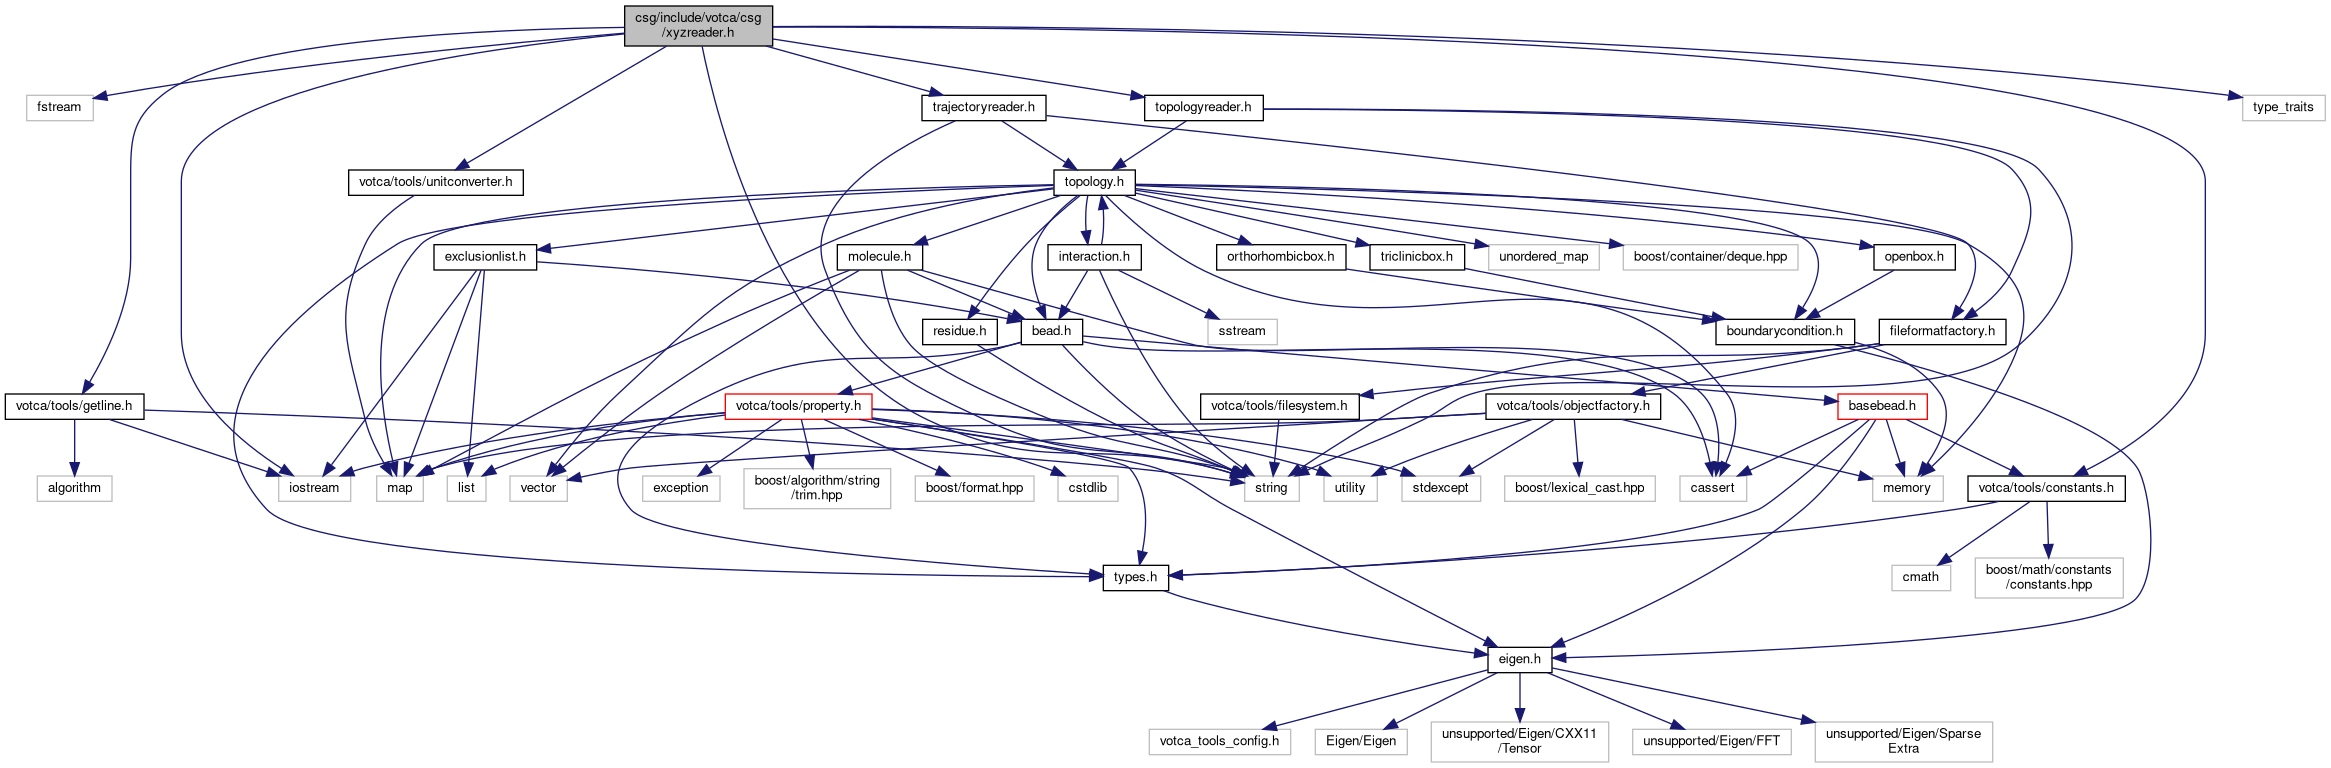 csg/include/votca/csg
/xyzreader.h
fstream
trajectoryreader.h
topologyreader.h
type_traits
votca/tools/unitconverter.h
topology.h
exclusionlist.h
molecule.h
interaction.h
orthorhombicbox.h
triclinicbox.h
unordered_map
boost/container/deque.hpp
openbox.h
residue.h
bead.h
sstream
boundarycondition.h
fileformatfactory.h
votca/tools/getline.h
votca/tools/property.h
votca/tools/filesystem.h
votca/tools/objectfactory.h
basebead.h
algorithm
iostream
map
list
vector
exception
boost/algorithm/string
/trim.hpp
boost/format.hpp
cstdlib
string
utility
stdexcept
boost/lexical_cast.hpp
cassert
memory
votca/tools/constants.h
types.h
cmath
boost/math/constants
/constants.hpp
eigen.h
votca_tools_config.h
Eigen/Eigen
unsupported/Eigen/CXX11
/Tensor
unsupported/Eigen/FFT
unsupported/Eigen/Sparse
Extra